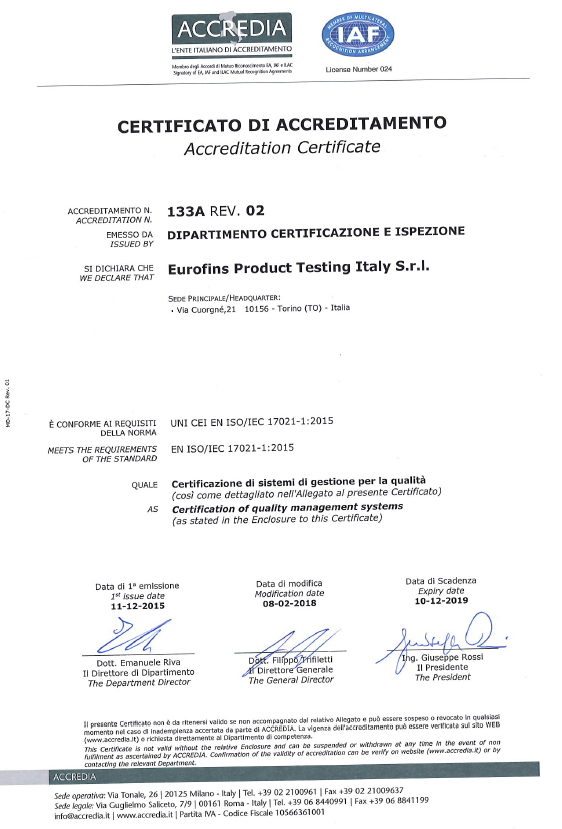 ACCREDIA
L'ENTE ITALIANO DI ACCREDITAMENTO
Membro degli Accordi di Mutuo Riconoscimento EA, IAF e ILAC
Signatory of EA, IAF and ILAC Mutual Recognition Agreements
MEMBER OF MULTILATERAL
IAF
RECOGNITION ARRANGEMENT
License Number 024
CERTIFICATO DI ACCREDITAMENTO
Accreditation Certificate
ACCREDITAMENTO N.
ACCREDITATION N.
133A REV. 02
EMESSO DA
ISSUED BY
DIPARTIMENTO CERTIFICAZIONE E ISPEZIONE
SI DICHIARA CHE
WE DECLARE THAT
Eurofins Product Testing Italy S.r.l.
SEDE PRINCIPALE/HEADQUARTER:
• Via Cuorgné,21 10156 - Torino (TO) - Italia
MD-17-DC Rev. 01
È CONFORME AI REQUISITI
DELLA NORMA
UNI CEI EN ISO/IEC 17021-1:2015
MEETS THE REQUIREMENTS
OF THE STANDARD
EN ISO/IEC 17021-1:2015
QUALE
Certificazione di sistemi di gestione per la qualità
(così come dettagliato nell'Allegato al presente Certificato)
AS
Certification of quality management systems
(as stated in the Enclosure to this Certificate)
Data di 1ª emissione
1st issue date
11-12-2015
Data di modifica
Modification date
08-02-2018
Data di Scadenza
Expiry date
10-12-2019
Dott. Emanuele Riva
Il Direttore di Dipartimento
The Department Director
Dott. Filippo Trifiletti
Il Direttore Generale
The General Director
Ing. Giuseppe Rossi
Il Presidente
The President
Il presente Certificato non è da ritenersi valido se non accompagnato dal relativo Allegato e può essere sospeso o revocato in qualsiasi
momento nel caso di inadempienza accertata da parte di ACCREDIA. La vigenza dell'accreditamento può essere verificata sul sito WEB
(www.accredia.it) o richiesta direttamente al Dipartimento di competenza.
This Certificate is not valid without the relative Enclosure and can be suspended or withdrawn at any time in the event of non
fulfilment as ascertained by ACCREDIA. Confirmation of the validity of accreditation can be verify on website (www.accredia.it) or by
contacting the relevant Department.
ACCREDIA
Sede operativa: Via Tonale, 26 | 20125 Milano - Italy | Tel. +39 02 2100961 | Fax +39 02 21009637
Sede legale: Via Guglielmo Saliceto, 7/9 | 00161 Roma - Italy | Tel. +39 06 8440991 | Fax +39 06 8841199
info@accredia.it | www.accredia.it | Partita IVA - Codice Fiscale 10566361001